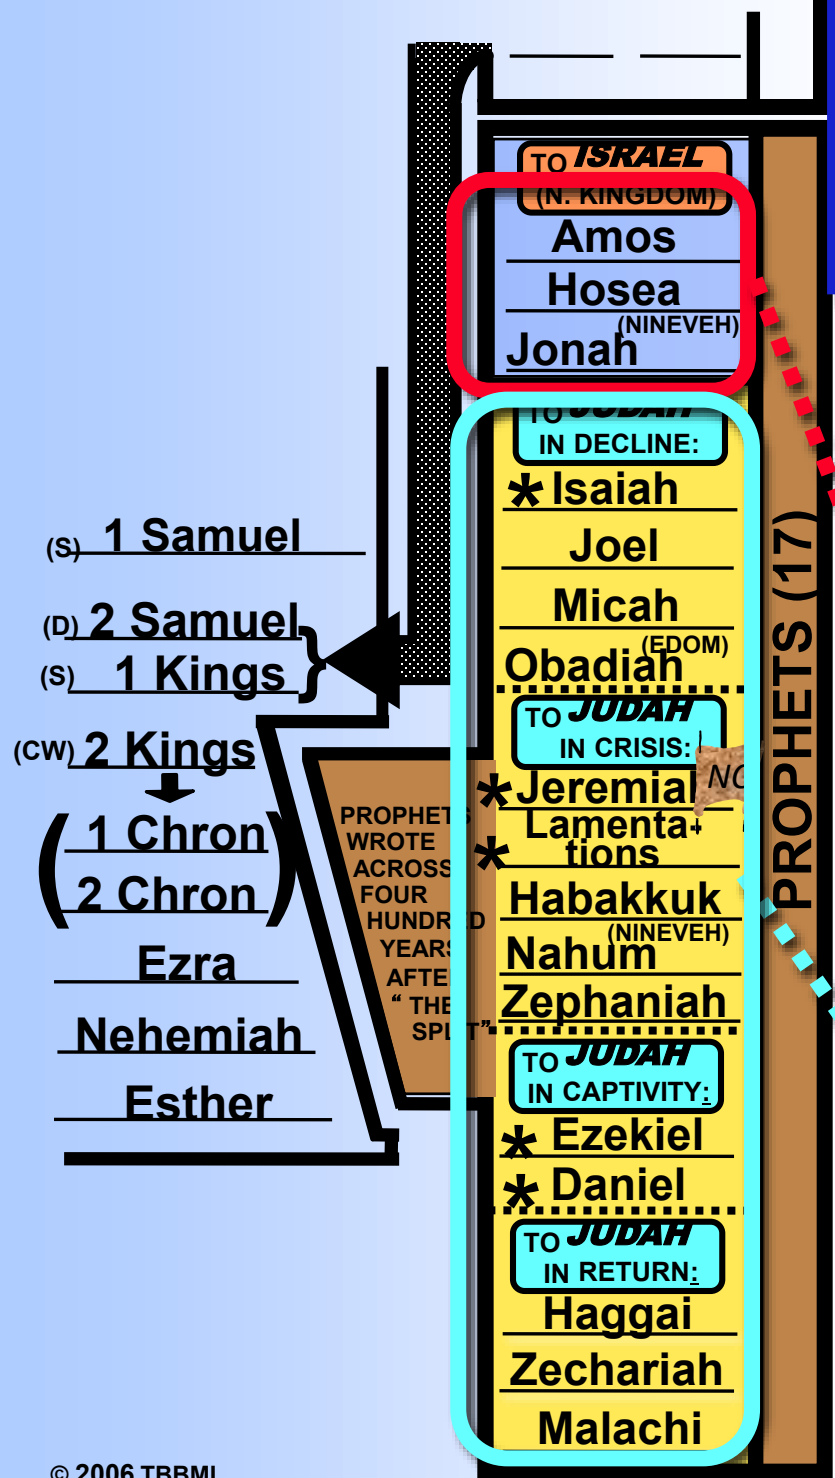 (S) 1 Samuel
(D) 2 Samuel
(S) 1 Kings
(CW) 2 Kings
1 Chron
2 Chron
Ezra
Nehemiah
Esther
PROPHETS
WROTE
ACROSS
FOUR
HUNDRED
YEARS
AFTER
“ THE
SPLIT”
TO ISRAEL
(N. KINGDOM)
Amos
Hosea
(NINEVEH)
Jonah
TO JUDAH
IN DECLINE:
* Isaiah
Joel
Micah
(EDOM)
Obadiah
TO JUDAH
IN CRISIS:
* Jeremiah
Lamenta-
* tions
Habakkuk
(NINEVEH)
Nahum
Zephaniah
TO JUDAH
IN CAPTIVITY:
* Ezekiel
* Daniel
TO JUDAH
IN RETURN:
Haggai
Zechariah
Malachi
PROPHETS (17)
© 2006 TBBMI